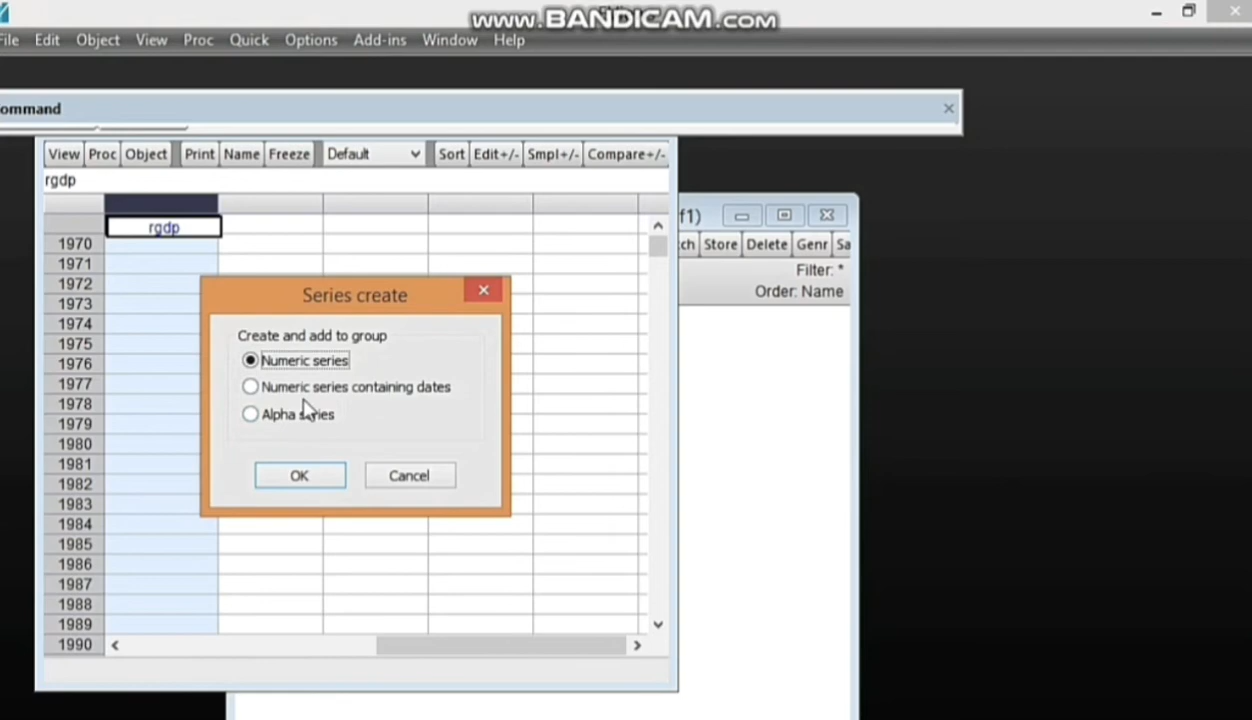 www.BANDICAM.com
File Edit Object View Proc Quick Options Add-ins Window Help
ommand
View Proc Object Print Name Freeze Default Sort Edit+/- Smpl+/- Compare+/-
rgdp
f1)
ch Store Delete Genr Sa
Filter: *
Order: Name
rgdp
1970
1971
1972
1973
1974
1975
1976
1977
1978
1979
1980
1981
1982
1983
1984
1985
1986
1987
1988
1989
1990
Series create
Create and add to group
Numeric series
Numeric series containing dates
Alpha series
OK Cancel